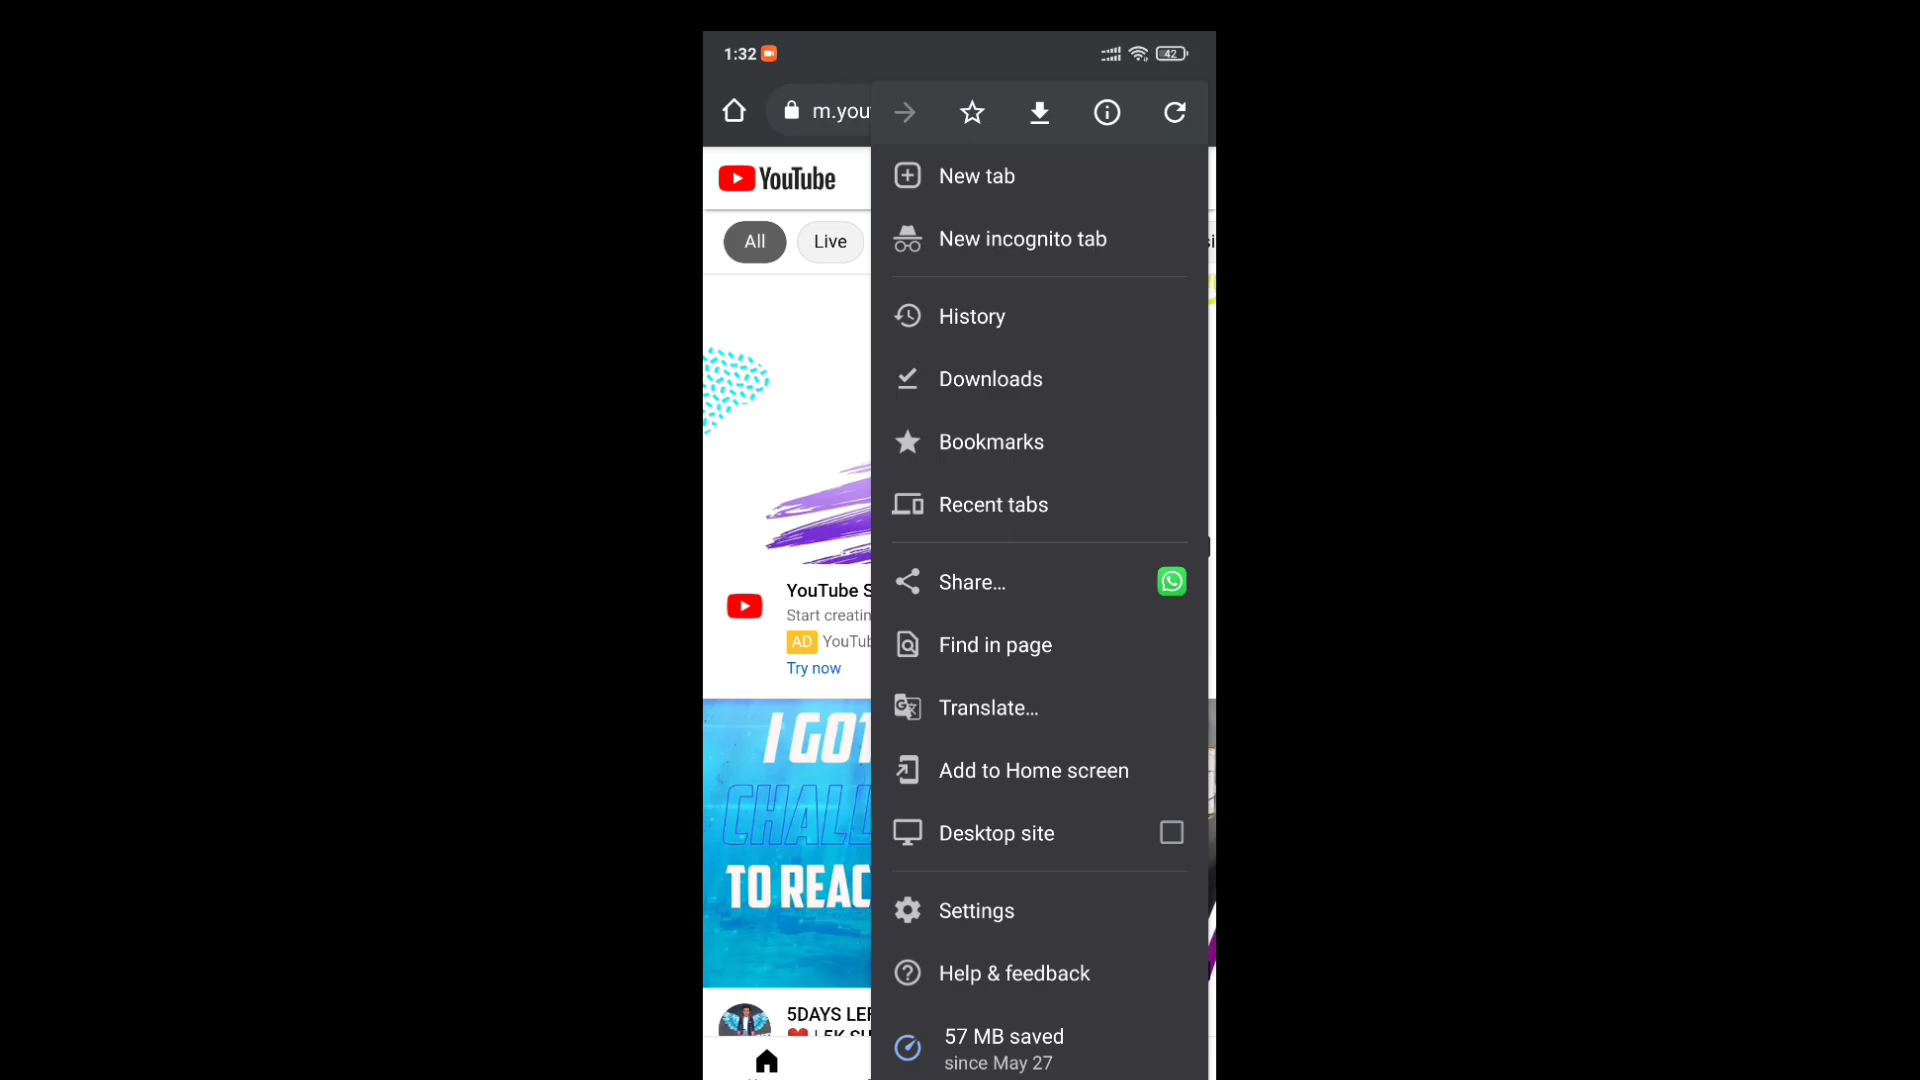 1:32
42
m.you
New tab
YouTube
New incognito tab
All
Live
History
Downloads
Bookmarks
Recent tabs
Share...
YouTube S
Start creatin
AD YouTub
Try now
Find in page
Translate...
Add to Home screen
I GOT
CHALL
TO REAC
Desktop site
Settings
Help & feedback
5DAYS LEF
57 MB saved
since May 27